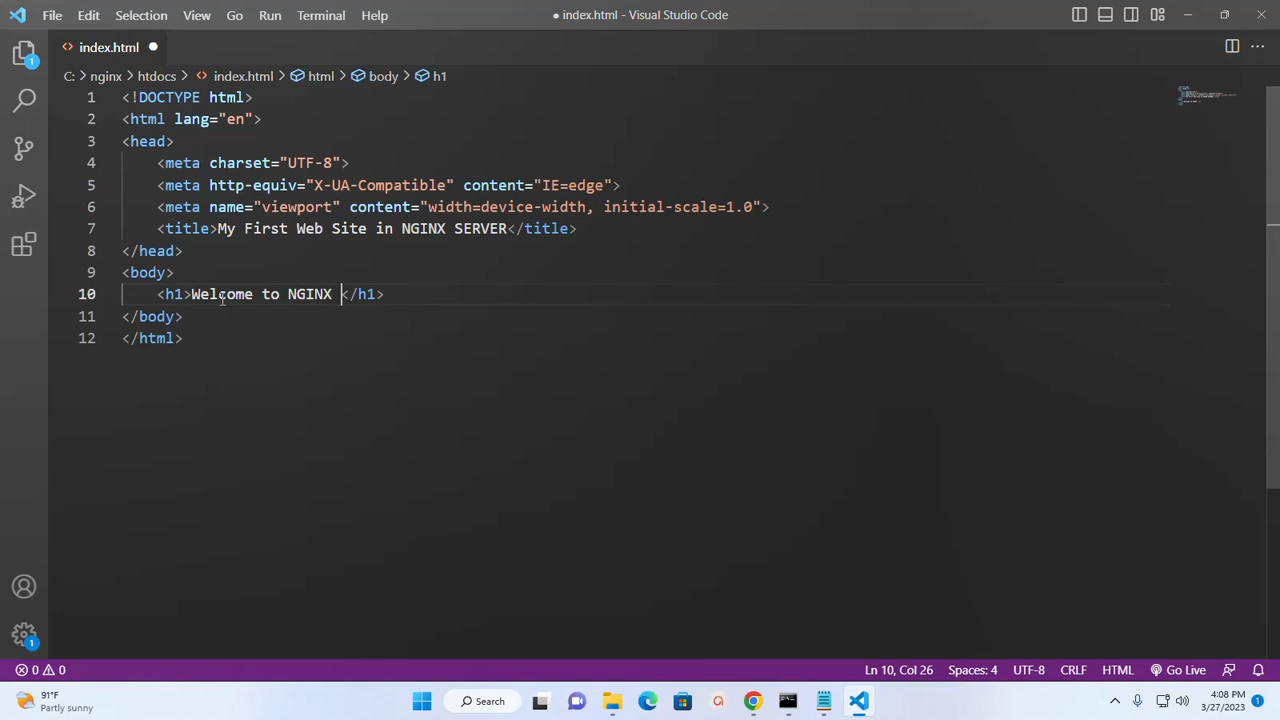 File Edit Selection View Go Run Terminal Help
● index.html - Visual Studio Code
index.html
C: > nginx > htdocs > index.html > html > body > h1
1 <!DOCTYPE html>
2 <html lang="en">
3 <head>
4 <meta charset="UTF-8">
5 <meta http-equiv="X-UA-Compatible" content="IE=edge">
6 <meta name="viewport" content="width=device-width, initial-scale=1.0">
7 <title>My First Web Site in NGINX SERVER</title>
8 </head>
9 <body>
10 <h1>Welcome to NGINX </h1>
11 </body>
12 </html>
1
1
0 0
Ln 10, Col 26
Spaces: 4
UTF-8
CRLF
HTML
Go Live
91°F
Partly sunny
Search
4:08 PM
3/27/2023
1